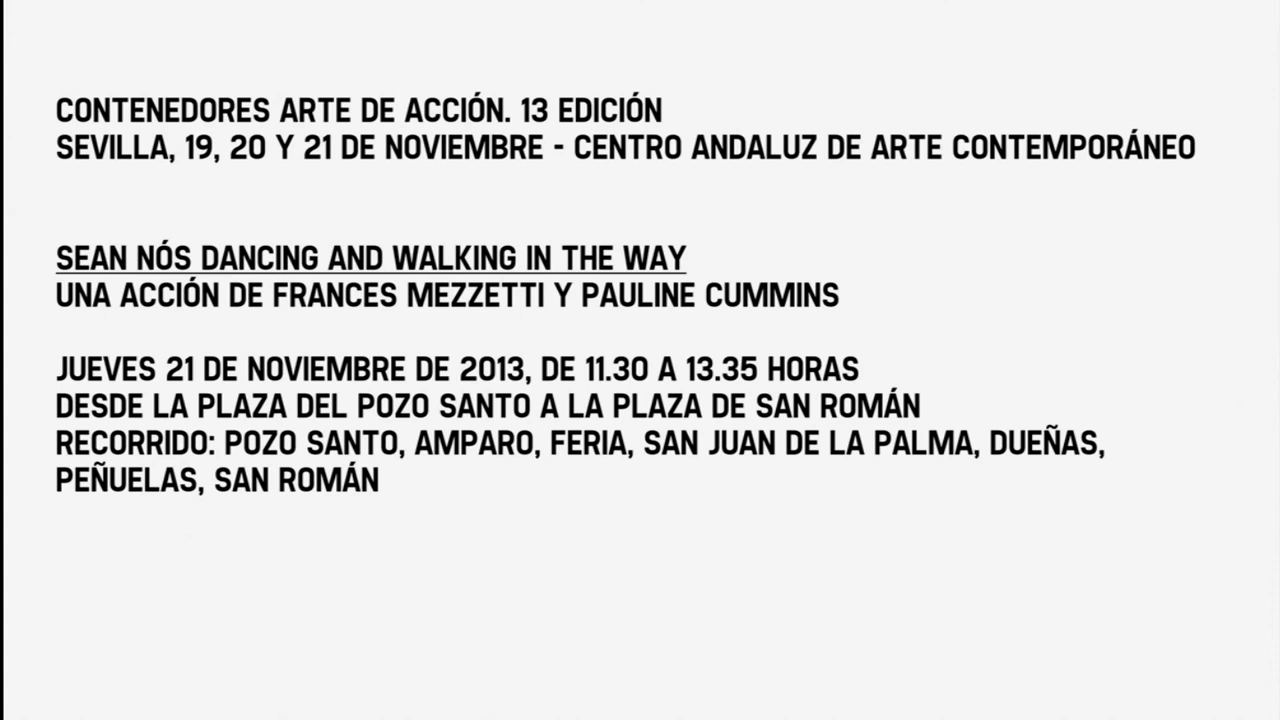 CONTENEDORES ARTE DE ACCIÓN. 13 EDICIÓN
SEVILLA, 19, 20 Y 21 DE NOVIEMBRE - CENTRO ANDALUZ DE ARTE CONTEMPORÁNEO
SEAN NÓS DANCING AND WALKING IN THE WAY
UNA ACCIÓN DE FRANCES MEZZETTI Y PAULINE CUMMINS
JUEVES 21 DE NOVIEMBRE DE 2013, DE 11.30 A 13.35 HORAS
DESDE LA PLAZA DEL POZO SANTO A LA PLAZA DE SAN ROMÁN
RECORRIDO: POZO SANTO, AMPARO, FERIA, SAN JUAN DE LA PALMA, DUEÑAS,
PEÑUELAS, SAN ROMÁN